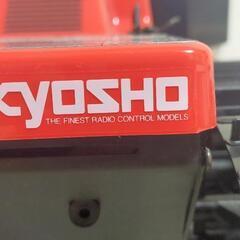 KYOSHO
THE FINEST RADIO CONTROL MODELS